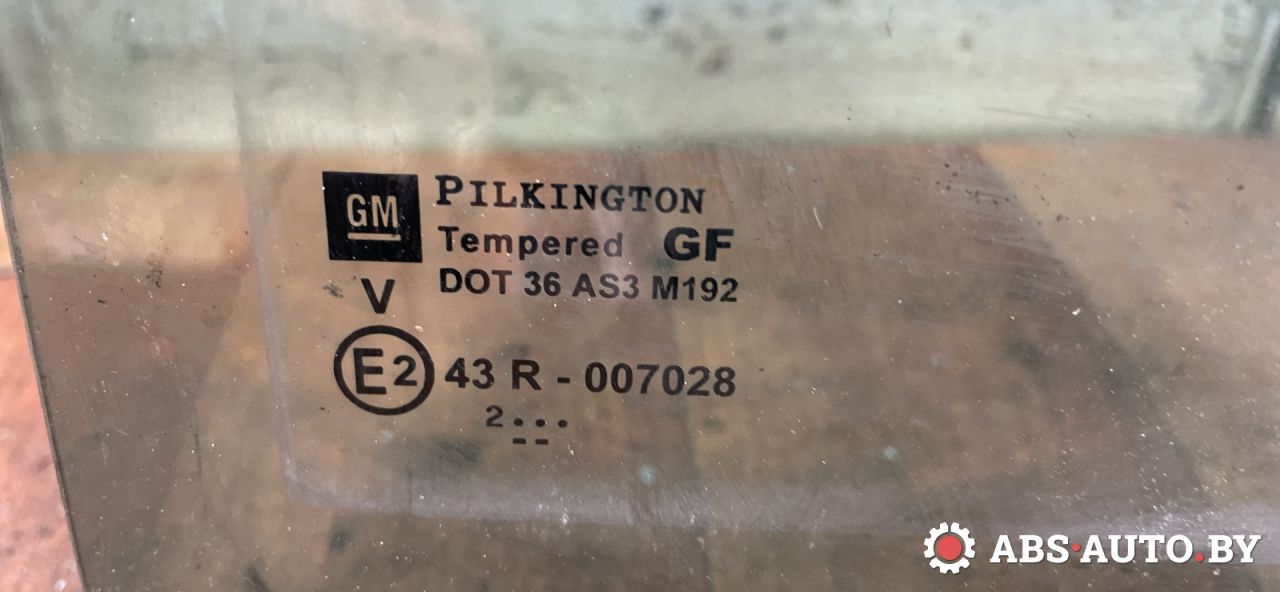 GM PILKINGTON
Tempered GF
DOT 36 AS3 M192
V
E2 43 R - 007028
2...
--
ABS·AUTO.BY